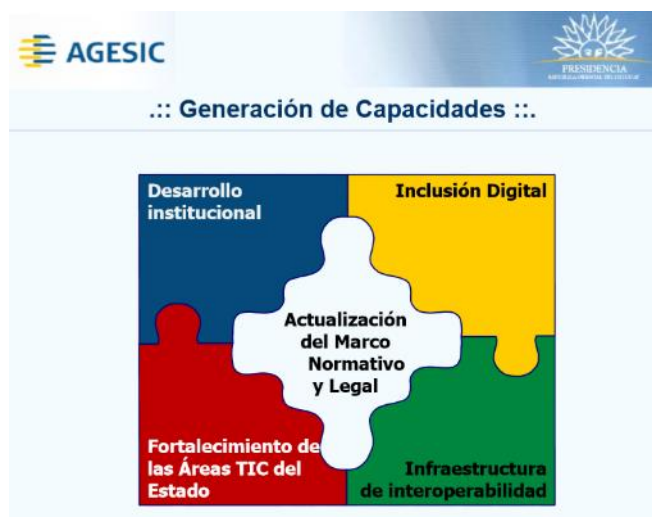 AGESIC
PRESIDENCIA
.:: Generación de Capacidades ::.
Desarrollo
institucional
Inclusión Digital
Actualización
del Marco
Normativo
y Legal
Fortalecimiento de
las Áreas TIC del
Estado
Infraestructura
de interoperabilidad